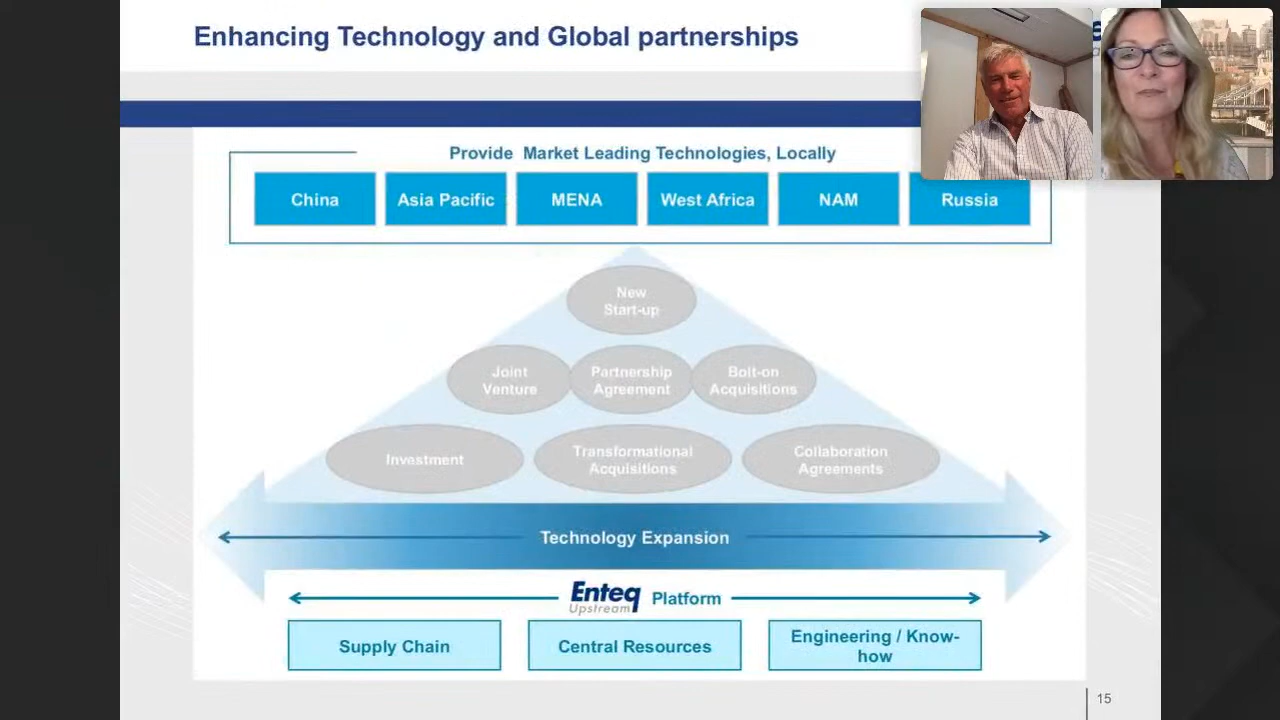 Enhancing Technology and Global partnerships
Provide Market Leading Technologies, Locally
China
Asia Pacific
MENA
West Africa
NAM
Russia
New
Start-up
Joint
Venture
Partnership
Agreement
Bolt-on
Acquisitions
Investment
Transformational
Acquisitions
Collaboration
Agreements
Technology Expansion
Enteq
Upstream
Platform
Supply Chain
Central Resources
Engineering / Know-
how
15